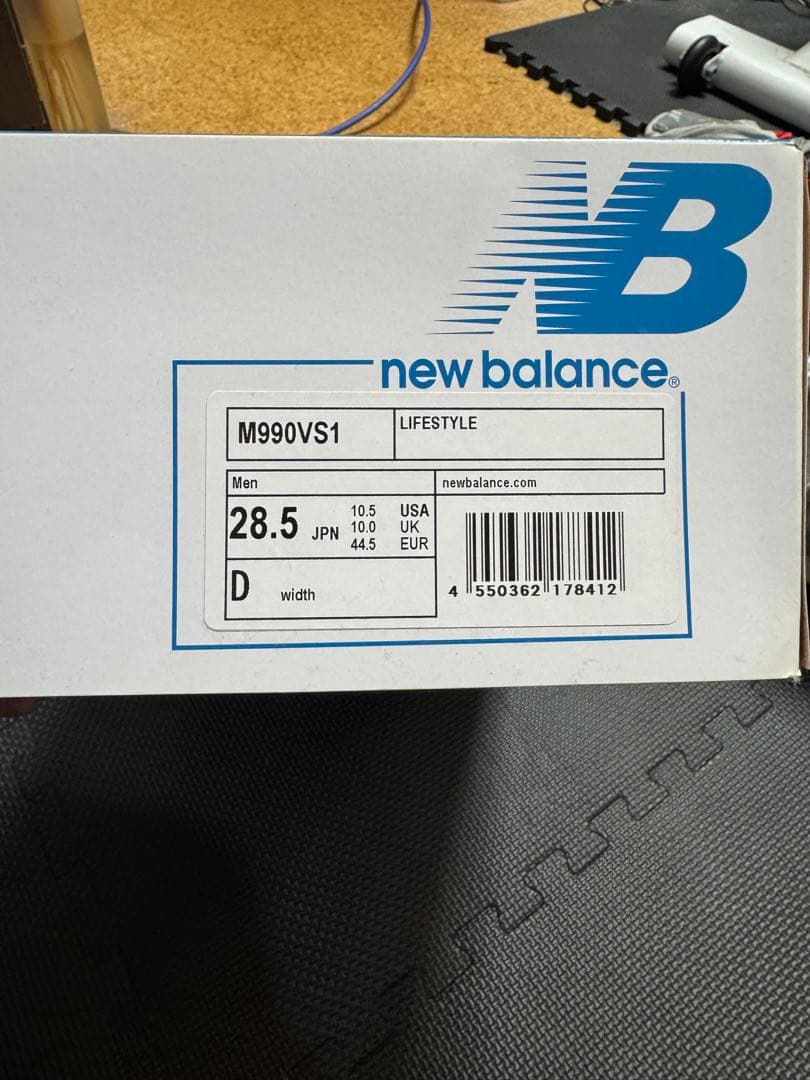 NB
new balance®
M990VS1
LIFESTYLE
Men
newbalance.com
28.5 JPN
10.5 USA
10.0 UK
44.5 EUR
D width
4 550362 178412